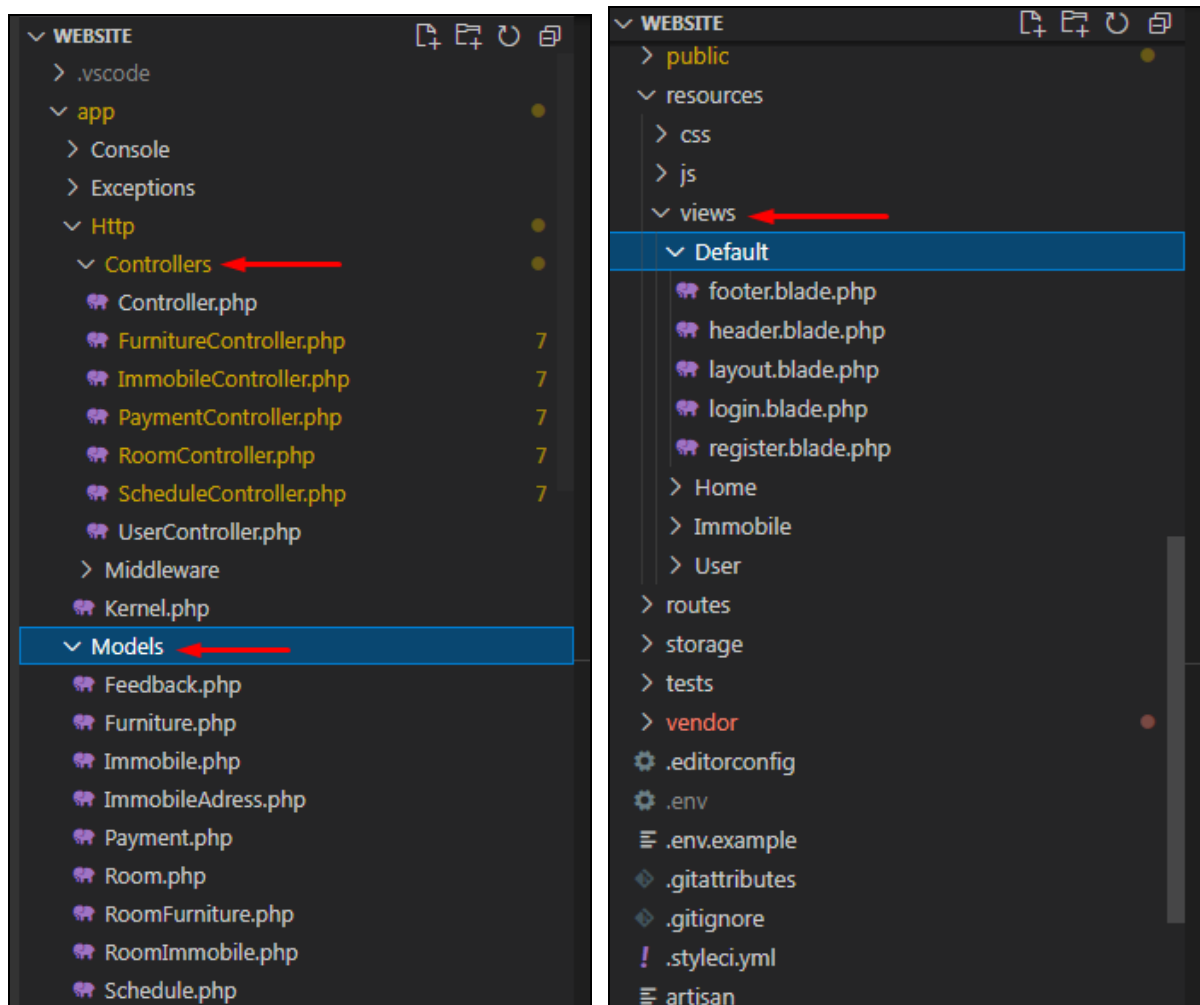 WEBSITE
.vscode
app
Console
Exceptions
Http
Controllers
Controller.php
FurnitureController.php 7
ImmobileController.php 7
PaymentController.php 7
RoomController.php 7
ScheduleController.php 7
UserController.php
Middleware
Kernel.php
Models
Feedback.php
Furniture.php
Immobile.php
ImmobileAdress.php
Payment.php
Room.php
RoomFurniture.php
RoomImmobile.php
Schedule.php
WEBSITE
public
resources
css
js
views
Default
footer.blade.php
header.blade.php
layout.blade.php
login.blade.php
register.blade.php
Home
Immobile
User
routes
storage
tests
vendor
.editorconfig
.env
.env.example
.gitattributes
.gitignore
.styleci.yml
artisan